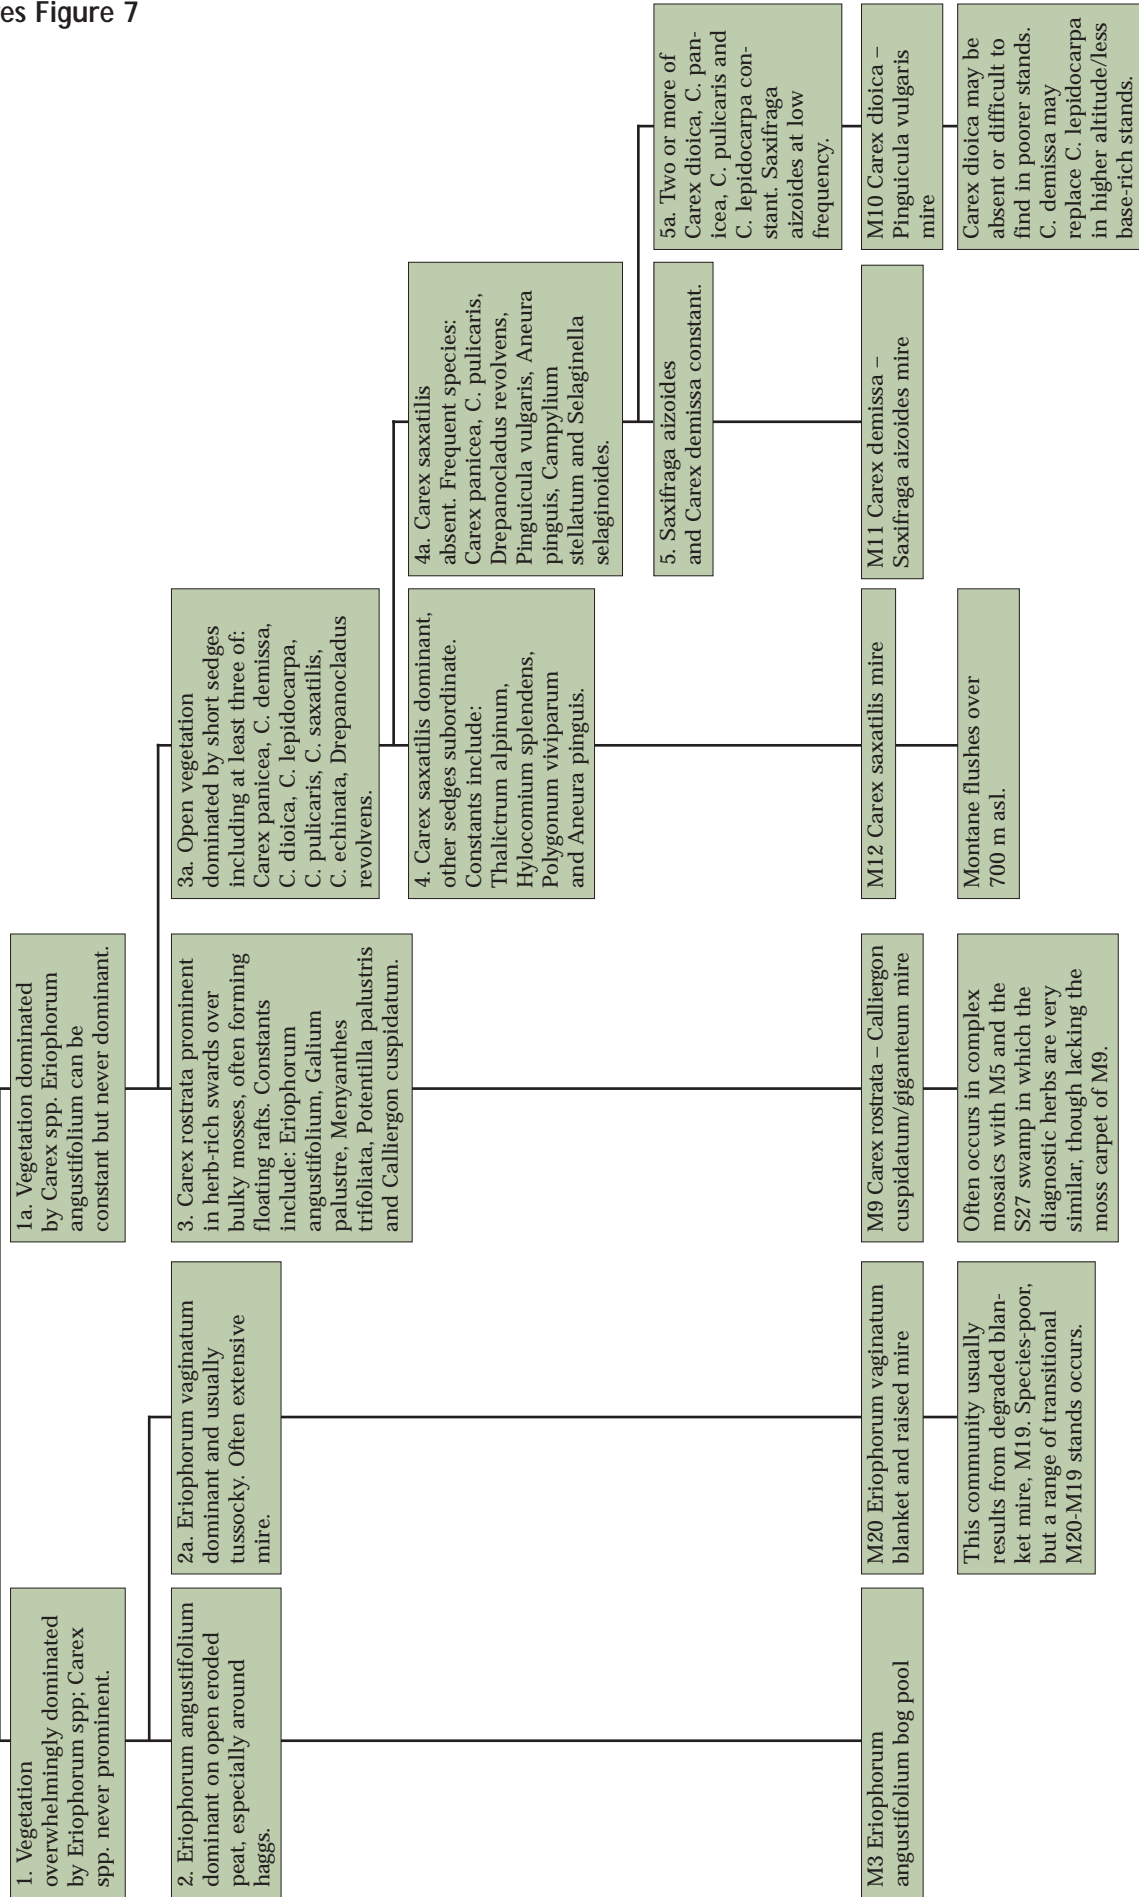 es Figure 7
1. Vegetation
overwhelmingly dominated
by Eriophorum spp; Carex
spp. never prominent.
1a. Vegetation dominated
by Carex spp. Eriophorum
angustifolium can be
constant but never dominant.
2. Eriophorum angustifolium
dominant on open eroded
peat, especially around
haggs.
2a. Eriophorum vaginatum
dominant and usually
tussocky. Often extensive
mire.
3. Carex rostrata prominent
in herb-rich swards over
bulky mosses, often forming
floating rafts. Constants
include: Eriophorum
angustifolium, Galium
palustre, Menyanthes
trifoliata, Potentilla palustris
and Calliergon cuspidatum.
3a. Open vegetation
dominated by short sedges
including at least three of:
Carex panicea, C. demissa,
C. dioica, C. lepidocarpa,
C. pulicaris, C. saxatilis,
C. echinata, Drepanocladus
revolvens.
4. Carex saxatilis dominant,
other sedges subordinate.
Constants include:
Thalictrum alpinum,
Hylocomium splendens,
Polygonum viviparum
and Aneura pinguis.
4a. Carex saxatilis
absent. Frequent species:
Carex panicea, C. pulicaris,
Drepanocladus revolvens,
Pinguicula vulgaris, Aneura
pinguis, Campylium
stellatum and Selaginella
selaginoides.
5. Saxifraga aizoides
and Carex demissa constant.
5a. Two or more of
Carex dioica, C. pan-
icea, C. pulicaris and
C. lepidocarpa con-
stant. Saxifraga
aizoides at low
frequency.
M3 Eriophorum
angustifolium bog pool
M20 Eriophorum vaginatum
blanket and raised mire
M9 Carex rostrata – Calliergon
cuspidatum/giganteum mire
M12 Carex saxatilis mire
M11 Carex demissa –
Saxifraga aizoides mire
M10 Carex dioica –
Pinguicula vulgaris
mire
This community usually
results from degraded blan-
ket mire, M19. Species-poor,
but a range of transitional
M20-M19 stands occurs.
Often occurs in complex
mosaics with M5 and the
S27 swamp in which the
diagnostic herbs are very
similar, though lacking the
moss carpet of M9.
Montane flushes over
700 m asl.
Carex dioica may be
absent or difficult to
find in poorer stands.
C. demissa may
replace C. lepidocarpa
in higher altitude/less
base-rich stands.